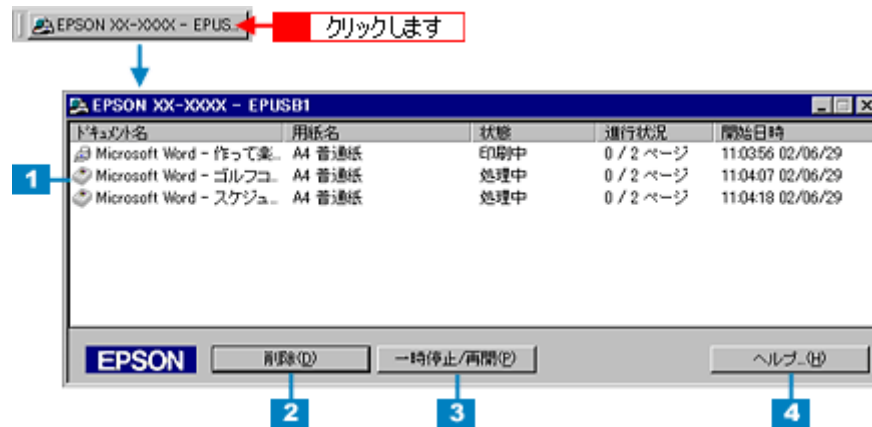 EPSON XX-XXXX - EPUS...
クリックします
EPSON XX-XXXX - EPUSB1
ドキュメント名 用紙名 状態 進行状況 開始日時
Microsoft Word - 作って楽... A4 普通紙 印刷中 0 / 2 ページ 11:03:56 02/06/29
1
Microsoft Word - ゴルフコ... A4 普通紙 処理中 0 / 2 ページ 11:04:07 02/06/29
Microsoft Word - スケジュ... A4 普通紙 処理中 0 / 2 ページ 11:04:18 02/06/29
EPSON 削除(D) 一時停止/再開(P) ヘルプ...(H)
2 3 4